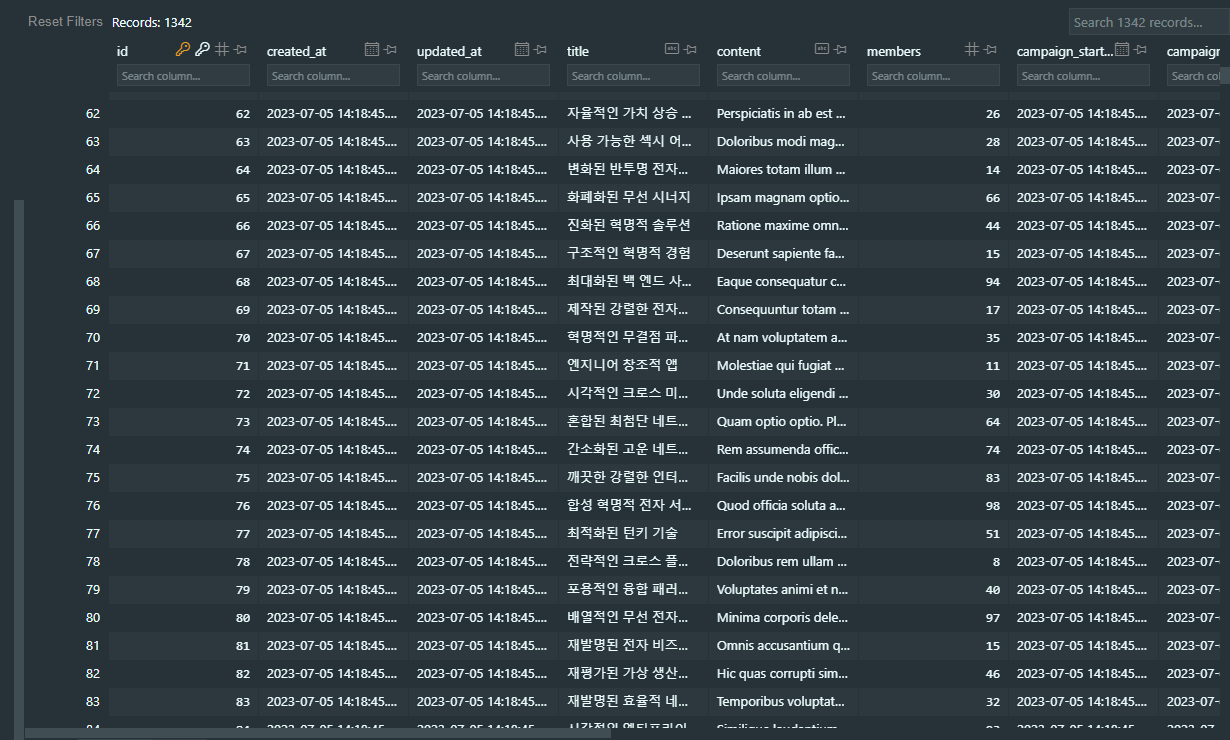 Reset Filters Records: 1342 Search 1342 records...
id created_at updated_at title content members campaign_start... campaign
Search column... Search column... Search column... Search column... Search column... Search column... Search column... Search co
62 62 2023-07-05 14:18:45.... 2023-07-05 14:18:45.... 자율적인 가치 상승 ... Perspiciatis in ab est ... 26 2023-07-05 14:18:45.... 2023-07-
63 63 2023-07-05 14:18:45.... 2023-07-05 14:18:45.... 사용 가능한 섹시 어... Doloribus modi mag... 28 2023-07-05 14:18:45.... 2023-07-
64 64 2023-07-05 14:18:45.... 2023-07-05 14:18:45.... 변화된 반투명 전자... Maiores totam illum ... 14 2023-07-05 14:18:45.... 2023-07-
65 65 2023-07-05 14:18:45.... 2023-07-05 14:18:45.... 화폐화된 무선 시너지 Ipsam magnam optio... 66 2023-07-05 14:18:45.... 2023-07-
66 66 2023-07-05 14:18:45.... 2023-07-05 14:18:45.... 진화된 혁명적 솔루션 Ratione maxime omn... 44 2023-07-05 14:18:45.... 2023-07-
67 67 2023-07-05 14:18:45.... 2023-07-05 14:18:45.... 구조적인 혁명적 경험 Deserunt sapiente fa... 15 2023-07-05 14:18:45.... 2023-07-
68 68 2023-07-05 14:18:45.... 2023-07-05 14:18:45.... 최대화된 백 엔드 사... Eaque consequatur c... 94 2023-07-05 14:18:45.... 2023-07-
69 69 2023-07-05 14:18:45.... 2023-07-05 14:18:45.... 제작된 강렬한 전자... Consequuntur totam ... 17 2023-07-05 14:18:45.... 2023-07-
70 70 2023-07-05 14:18:45.... 2023-07-05 14:18:45.... 혁명적인 무결점 파... At nam voluptatem a... 35 2023-07-05 14:18:45.... 2023-07-
71 71 2023-07-05 14:18:45.... 2023-07-05 14:18:45.... 엔지니어 창조적 앱 Molestiae qui fugiat ... 11 2023-07-05 14:18:45.... 2023-07-
72 72 2023-07-05 14:18:45.... 2023-07-05 14:18:45.... 시각적인 크로스 미... Unde soluta eligendi ... 30 2023-07-05 14:18:45.... 2023-07-
73 73 2023-07-05 14:18:45.... 2023-07-05 14:18:45.... 혼합된 최첨단 네트... Quam optio optio. Pl... 64 2023-07-05 14:18:45.... 2023-07-
74 74 2023-07-05 14:18:45.... 2023-07-05 14:18:45.... 간소화된 고운 네트... Rem assumenda offic... 74 2023-07-05 14:18:45.... 2023-07-
75 75 2023-07-05 14:18:45.... 2023-07-05 14:18:45.... 깨끗한 강렬한 인터... Facilis unde nobis dol... 83 2023-07-05 14:18:45.... 2023-07-
76 76 2023-07-05 14:18:45.... 2023-07-05 14:18:45.... 합성 혁명적 전자 서... Quod officia soluta a... 98 2023-07-05 14:18:45.... 2023-07-
77 77 2023-07-05 14:18:45.... 2023-07-05 14:18:45.... 최적화된 턴키 기술 Error suscipit adipisci... 51 2023-07-05 14:18:45.... 2023-07-
78 78 2023-07-05 14:18:45.... 2023-07-05 14:18:45.... 전략적인 크로스 플... Doloribus rem ullam ... 8 2023-07-05 14:18:45.... 2023-07-
79 79 2023-07-05 14:18:45.... 2023-07-05 14:18:45.... 포용적인 융합 패러... Voluptates animi et n... 40 2023-07-05 14:18:45.... 2023-07-
80 80 2023-07-05 14:18:45.... 2023-07-05 14:18:45.... 배열적인 무선 전자... Minima corporis dele... 97 2023-07-05 14:18:45.... 2023-07-
81 81 2023-07-05 14:18:45.... 2023-07-05 14:18:45.... 재발명된 전자 비즈... Omnis accusantium q... 15 2023-07-05 14:18:45.... 2023-07-
82 82 2023-07-05 14:18:45.... 2023-07-05 14:18:45.... 재평가된 가상 생산... Hic quas corrupti sim... 46 2023-07-05 14:18:45.... 2023-07-
83 83 2023-07-05 14:18:45.... 2023-07-05 14:18:45.... 재발명된 효율적 네... Temporibus voluptat... 32 2023-07-05 14:18:45.... 2023-07-
84 84 2023-07-05 14:18:45.... 2023-07-05 14:18:45.... 2023-07-05 14:18:45.... 2023-07-